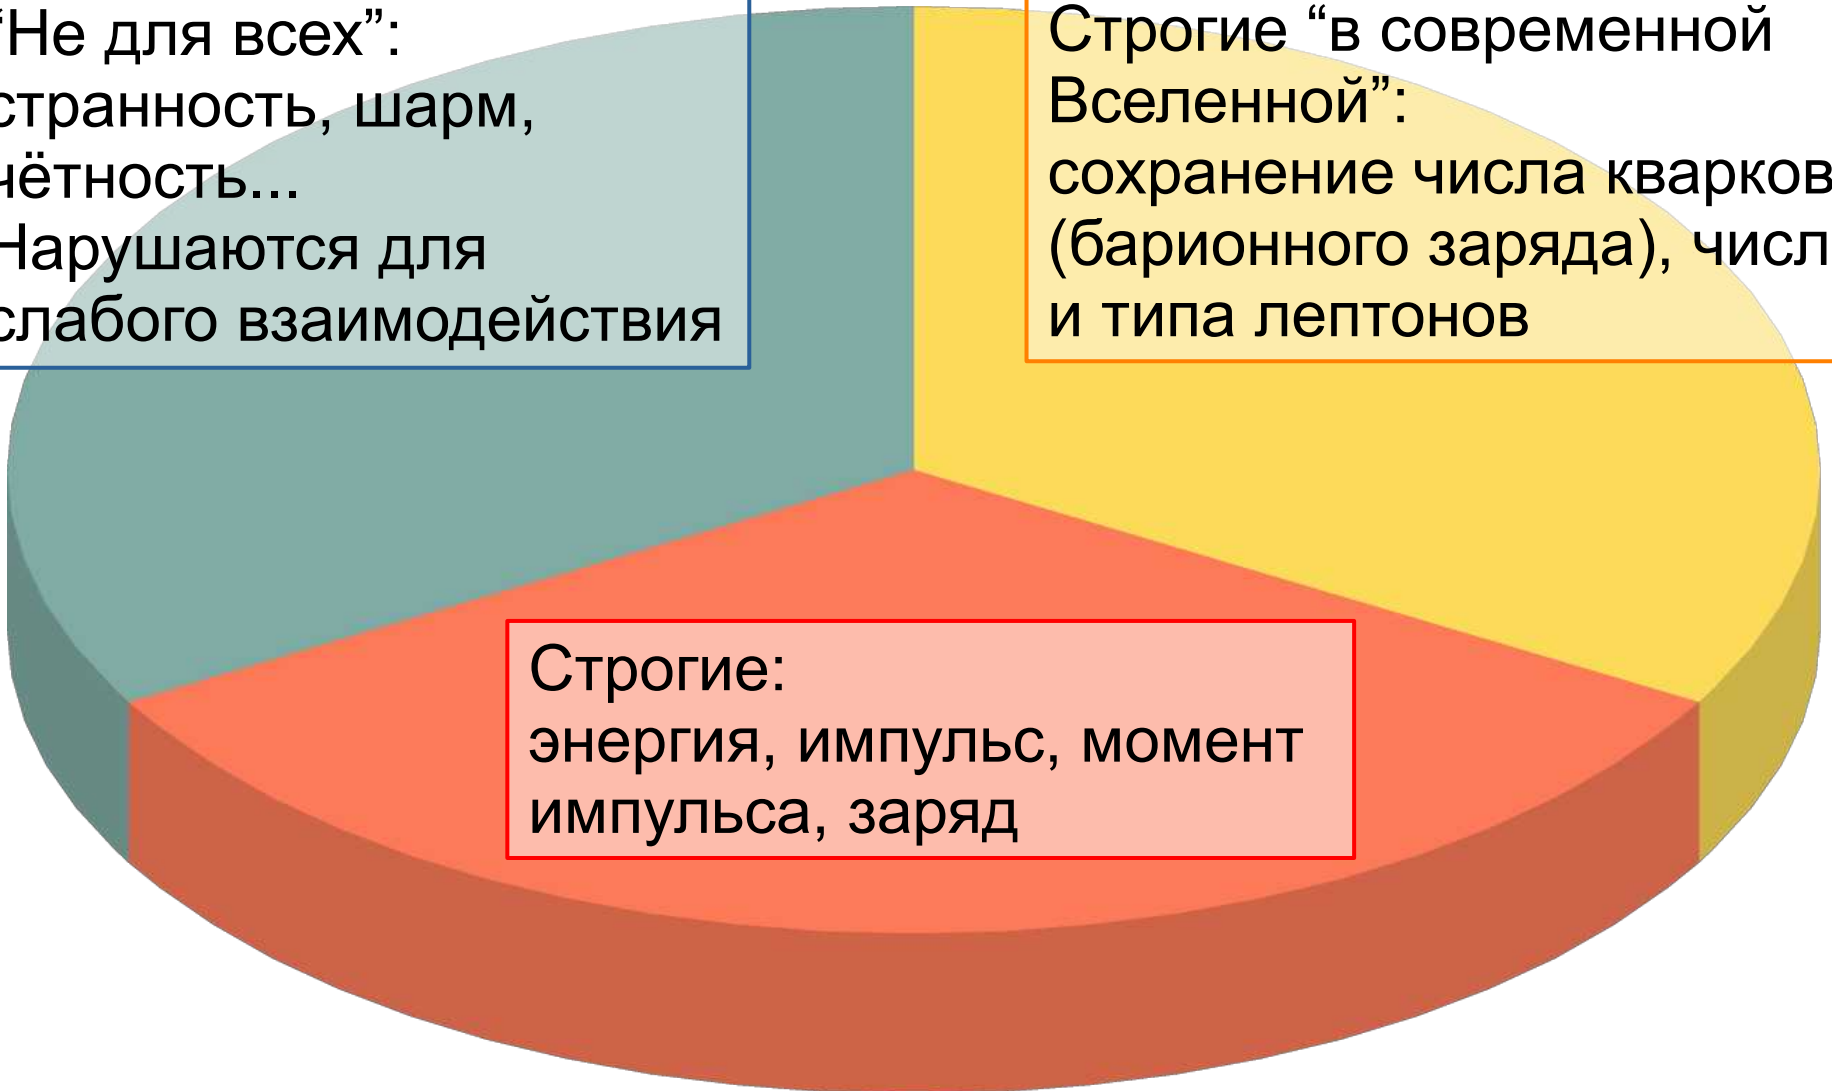 “Не для всех”:
странность, шарм,
чётность...
Нарушаются для
слабого взаимодействия
Строгие “в современной
Вселенной”:
сохранение числа кварков
(барионного заряда), числ
и типа лептонов
Строгие:
энергия, импульс, момент
импульса, заряд